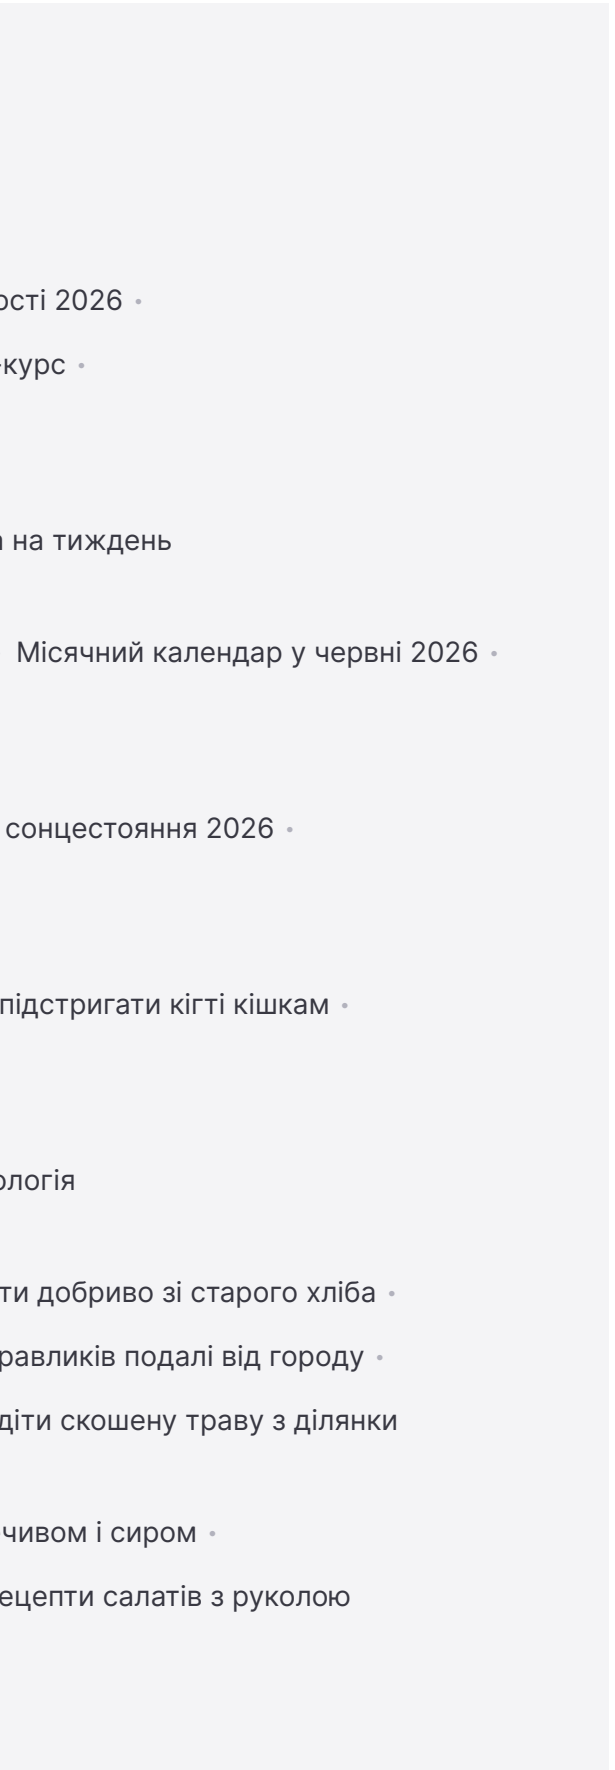 ості 2026 •
-курс •
а на тиждень
Місячний календар у червні 2026 •
сонцестояння 2026 •
підстригати кігті кішкам •
ологія
ти добриво зі старого хліба •
равликів подалі від городу •
діти скошену траву з ділянки
чивом і сиром •
ецепти салатів з руколою